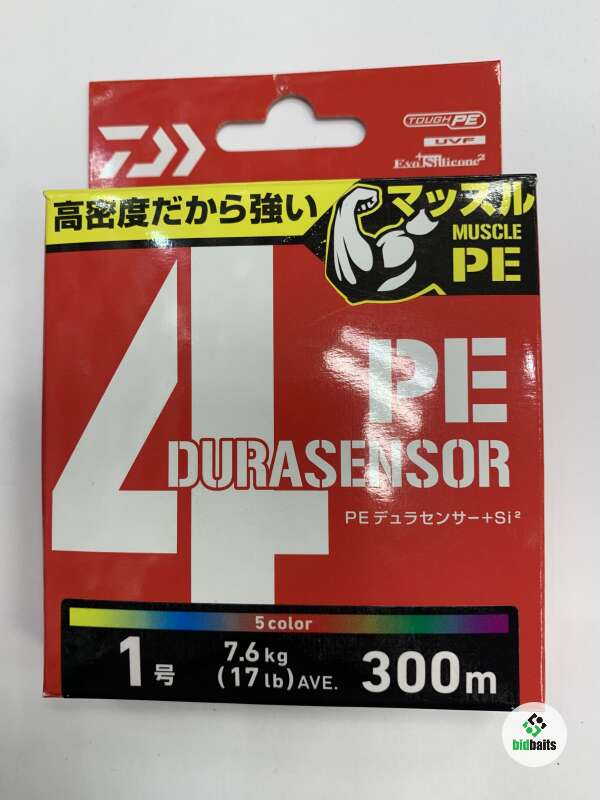 TOUGH PE
UVF
Evo Silicone²
高密度だから強い
マッスル
MUSCLE
PE
4
PE
DURASENSOR
PEデュラセンサー+Si²
5 color
1号
7.6kg
(17 lb) AVE.
300m
bidbaits